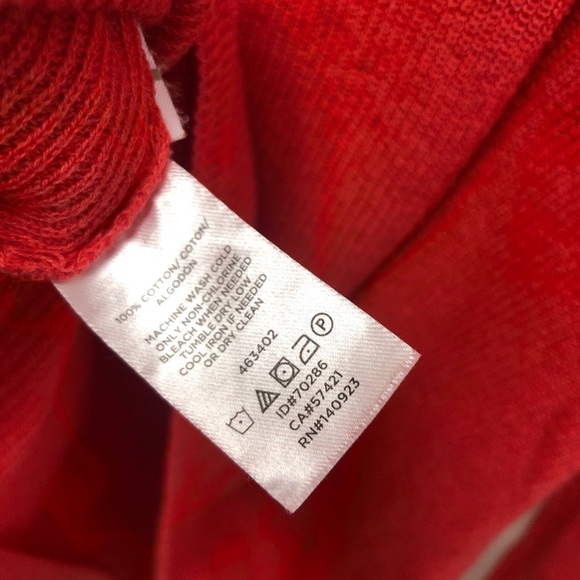 100% COTTON/COTON/
ALGODÓN
MACHINE WASH COLD
ONLY NON-CHLORINE
BLEACH WHEN NEEDED
TUMBLE DRY LOW
COOL IRON IF NEEDED
OR DRY CLEAN
463402
P
ID#70286
CA#57421
RN#140923